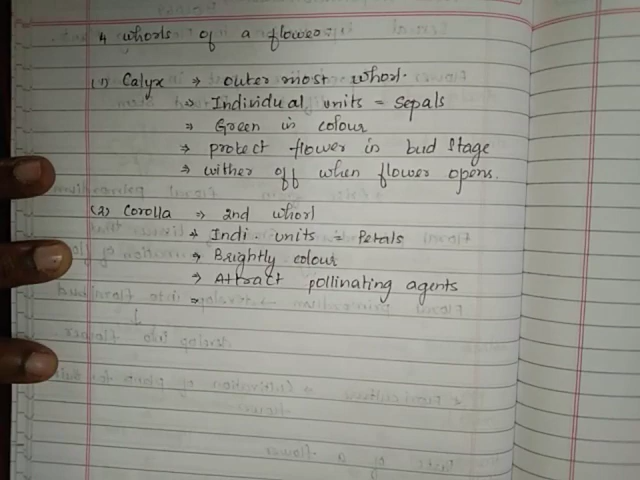 4 whorls of a flower:
(1) Calyx → outer most whorl.
⇒ Individual units = Sepals
⇒ Green in colour
⇒ protect flower in bud stage
⇒ wither off when flower opens.
(2) Corolla → 2nd whorl
→ Indi. units = Petals
→ Brightly colour
→ Attract pollinating agents
⇒